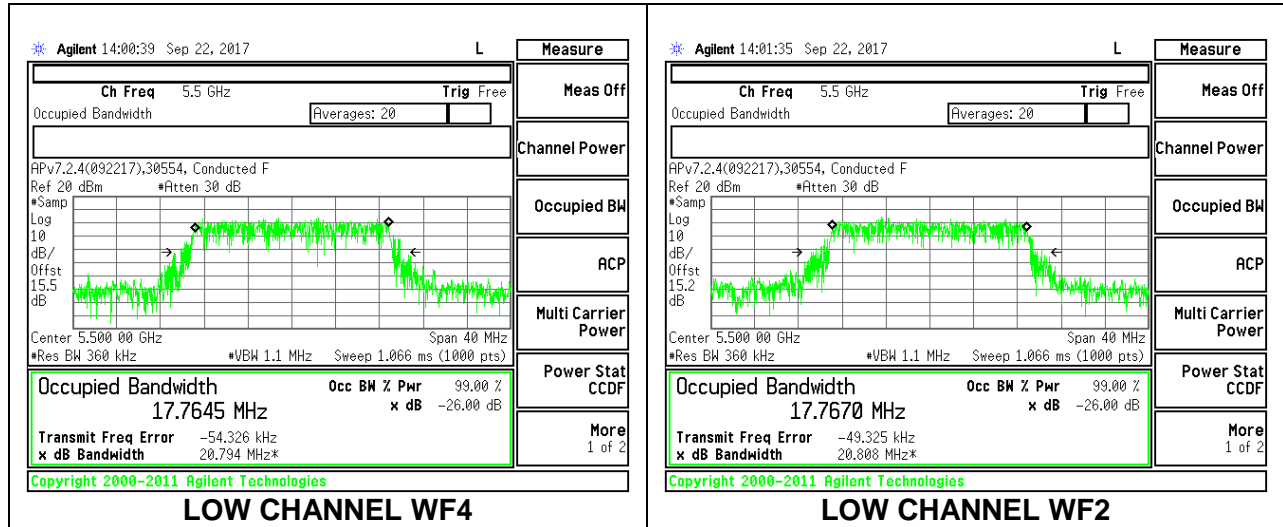 Agilent 14:00:39 Sep 22, 2017 L
Measure
Ch Freq 5.5 GHz Trig Free
Meas Off
Occupied Bandwidth Averages: 20
Channel Power
APv7.2.4(092217),30554, Conducted F
Ref 20 dBm #Atten 30 dB
#Samp
Log
10
dB/
Offst
15.5
dB
Occupied BW
ACP
Multi Carrier
Power
Center 5.500 00 GHz Span 40 MHz
#Res BW 360 kHz #VBW 1.1 MHz Sweep 1.066 ms (1000 pts)
Power Stat
CCDF
Occupied Bandwidth Occ BW % Pwr 99.00 %
17.7645 MHz x dB -26.00 dB
Transmit Freq Error -54.326 kHz
x dB Bandwidth 20.794 MHz*
More
1 of 2
Copyright 2000-2011 Agilent Technologies
LOW CHANNEL WF4
Agilent 14:01:35 Sep 22, 2017 L
Measure
Ch Freq 5.5 GHz Trig Free
Meas Off
Occupied Bandwidth Averages: 20
Channel Power
APv7.2.4(092217),30554, Conducted F
Ref 20 dBm #Atten 30 dB
#Samp
Log
10
dB/
Offst
15.2
dB
Occupied BW
ACP
Multi Carrier
Power
Center 5.500 00 GHz Span 40 MHz
#Res BW 360 kHz #VBW 1.1 MHz Sweep 1.066 ms (1000 pts)
Power Stat
CCDF
Occupied Bandwidth Occ BW % Pwr 99.00 %
17.7670 MHz x dB -26.00 dB
Transmit Freq Error -49.325 kHz
x dB Bandwidth 20.808 MHz*
More
1 of 2
Copyright 2000-2011 Agilent Technologies
LOW CHANNEL WF2